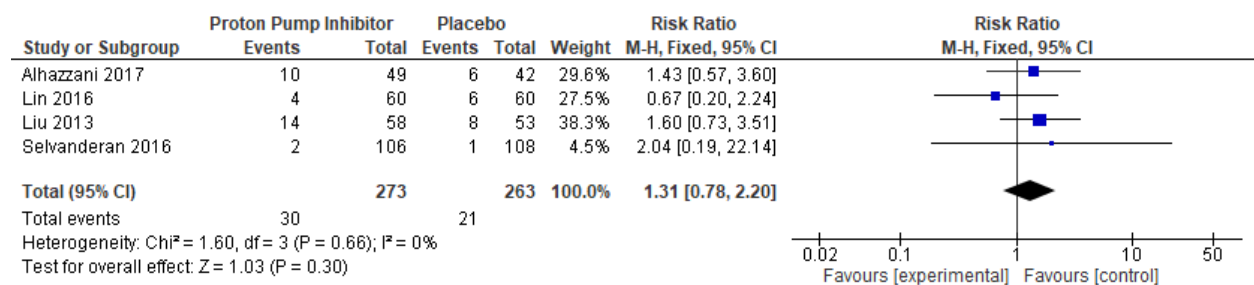 Proton Pump Inhibitor Placebo Risk Ratio Risk Ratio
Study or Subgroup Events Total Events Total Weight M-H, Fixed, 95% CI M-H, Fixed, 95% CI
Alhazzani 2017 10 49 6 42 29.6% 1.43 [0.57, 3.60]
Lin 2016 4 60 6 60 27.5% 0.67 [0.20, 2.24]
Liu 2013 14 58 8 53 38.3% 1.60 [0.73, 3.51]
Selvanderan 2016 2 106 1 108 4.5% 2.04 [0.19, 22.14]
Total (95% CI) 273 263 100.0% 1.31 [0.78, 2.20]
Total events 30 21
Heterogeneity: Chi² = 1.60, df = 3 (P = 0.66); I² = 0%
Test for overall effect: Z = 1.03 (P = 0.30)
0.02 0.1 1 10 50
Favours [experimental] Favours [control]